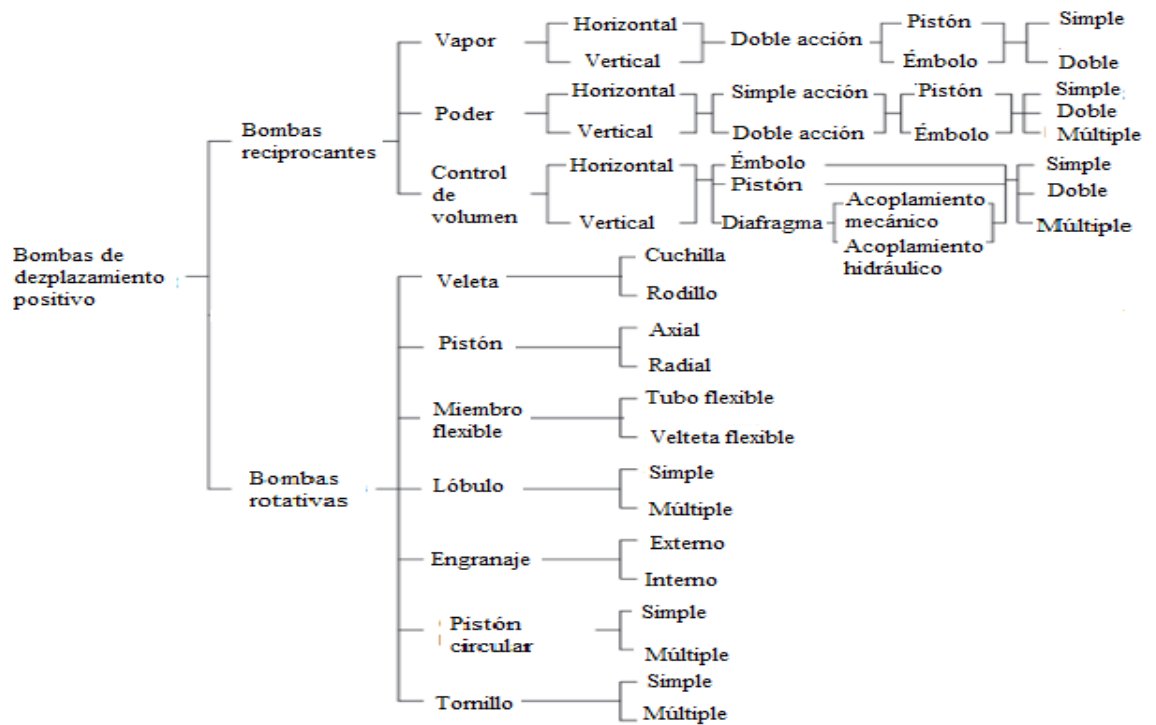 Bombas de
dezplazamiento
positivo
Bombas
reciprocantes
Vapor
Horizontal
Vertical
Doble acción
Pistón
Émbolo
Simple
Doble
Poder
Horizontal
Vertical
Simple acción
Doble acción
Pistón
Émbolo
Simple
Doble
Múltiple
Control
de
volumen
Horizontal
Vertical
Émbolo
Pistón
Diafragma
Acoplamiento
mecánico
Acoplamiento
hidráulico
Simple
Doble
Múltiple
Bombas
rotativas
Veleta
Cuchilla
Rodillo
Pistón
Axial
Radial
Miembro
flexible
Tubo flexible
Velteta flexible
Lóbulo
Simple
Múltiple
Engranaje
Externo
Interno
Pistón
circular
Simple
Múltiple
Tornillo
Simple
Múltiple